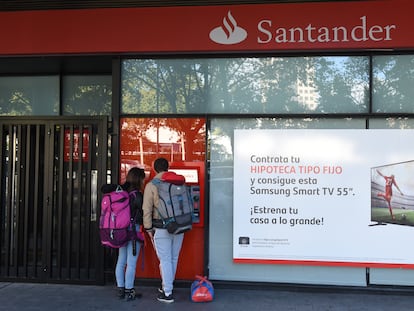 Santander
Contrata tu
HIPOTECA TIPO FIJO
y consigue esta
Samsung Smart TV 55".
¡Estrena tu
casa a lo grande!